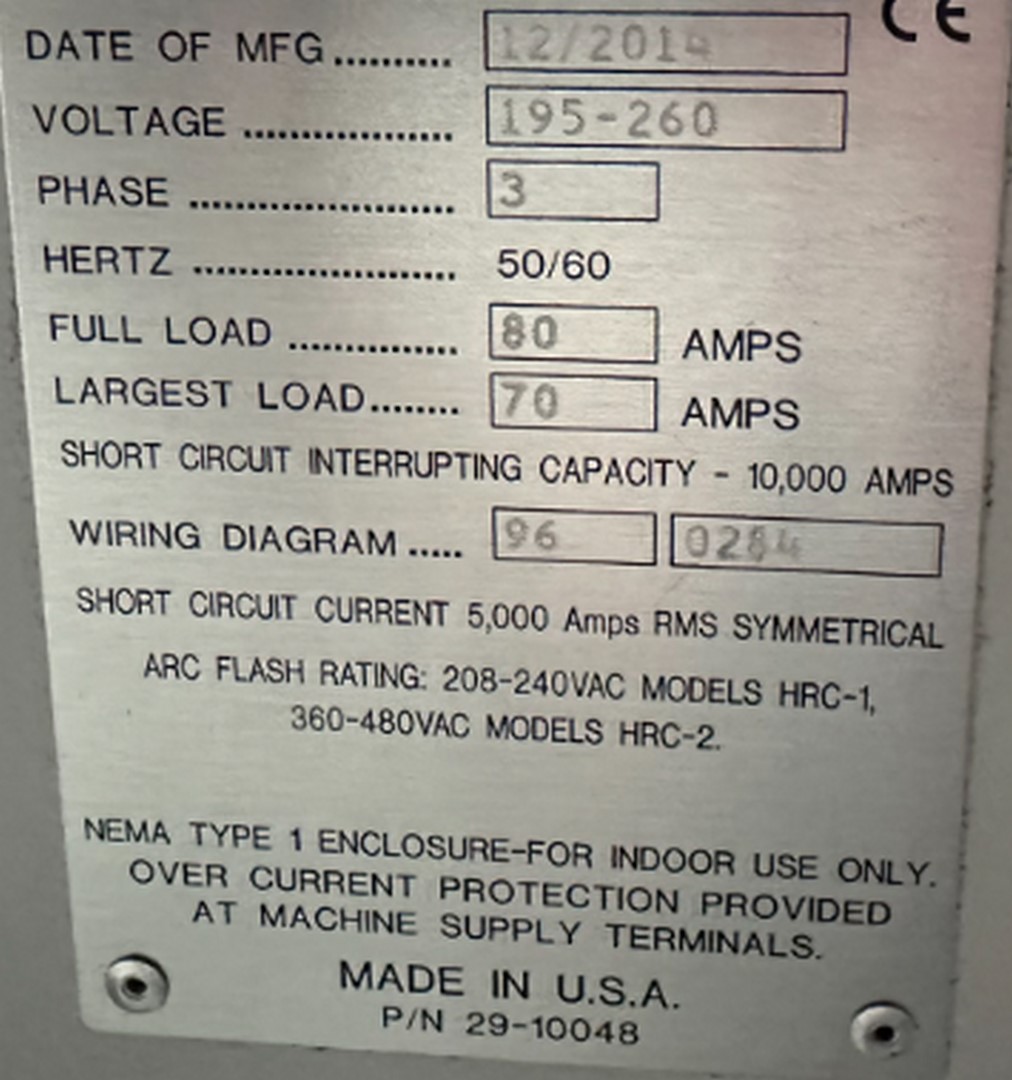 CE
DATE OF MFG.......... 12/2014
VOLTAGE .................. 195-260
PHASE ...................... 3
HERTZ ...................... 50/60
FULL LOAD .............. 80 AMPS
LARGEST LOAD........ 70 AMPS
SHORT CIRCUIT INTERRUPTING CAPACITY - 10,000 AMPS
WIRING DIAGRAM ..... 96 0284
SHORT CIRCUIT CURRENT 5,000 Amps RMS SYMMETRICAL
ARC FLASH RATING: 208-240VAC MODELS HRC-1,
360-480VAC MODELS HRC-2.
NEMA TYPE 1 ENCLOSURE-FOR INDOOR USE ONLY.
OVER CURRENT PROTECTION PROVIDED
AT MACHINE SUPPLY TERMINALS.
MADE IN U.S.A.
P/N 29-10048